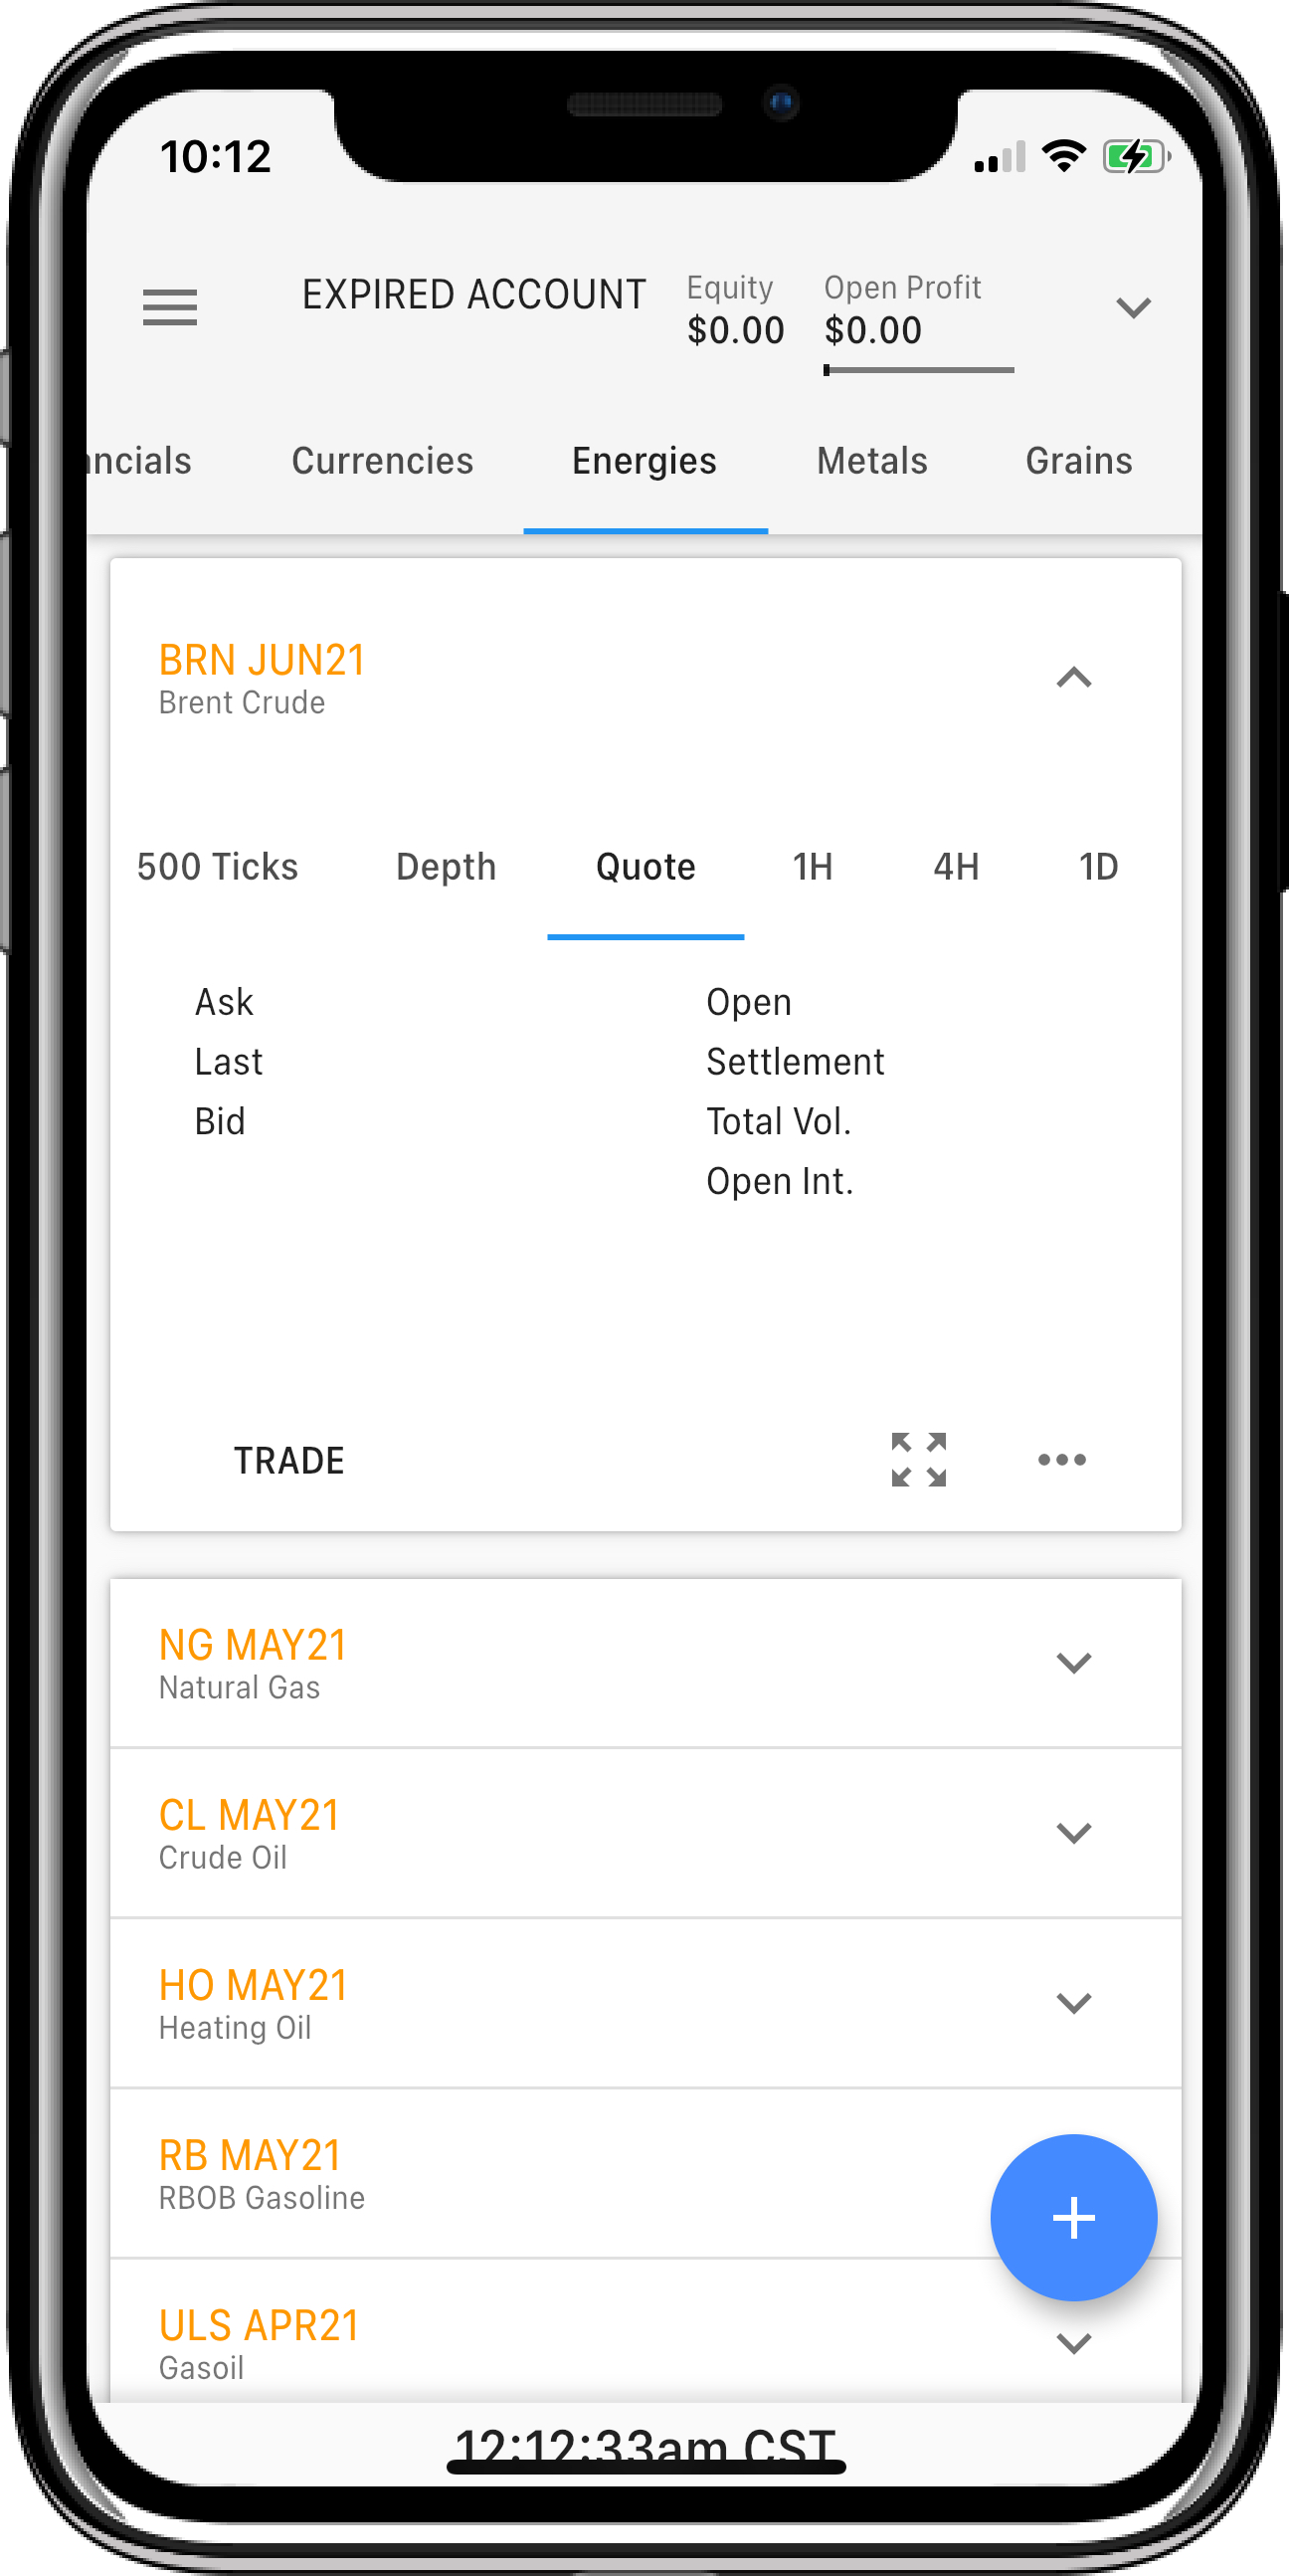 10:12
EXPIRED ACCOUNT Equity Open Profit
$0.00 $0.00
ncials Currencies Energies Metals Grains
BRN JUN21
Brent Crude
500 Ticks Depth Quote 1H 4H 1D
Ask Open
Last Settlement
Bid Total Vol.
Open Int.
TRADE
NG MAY21
Natural Gas
CL MAY21
Crude Oil
HO MAY21
Heating Oil
RB MAY21
RBOB Gasoline
ULS APR21
Gasoil
12:12:33am CST